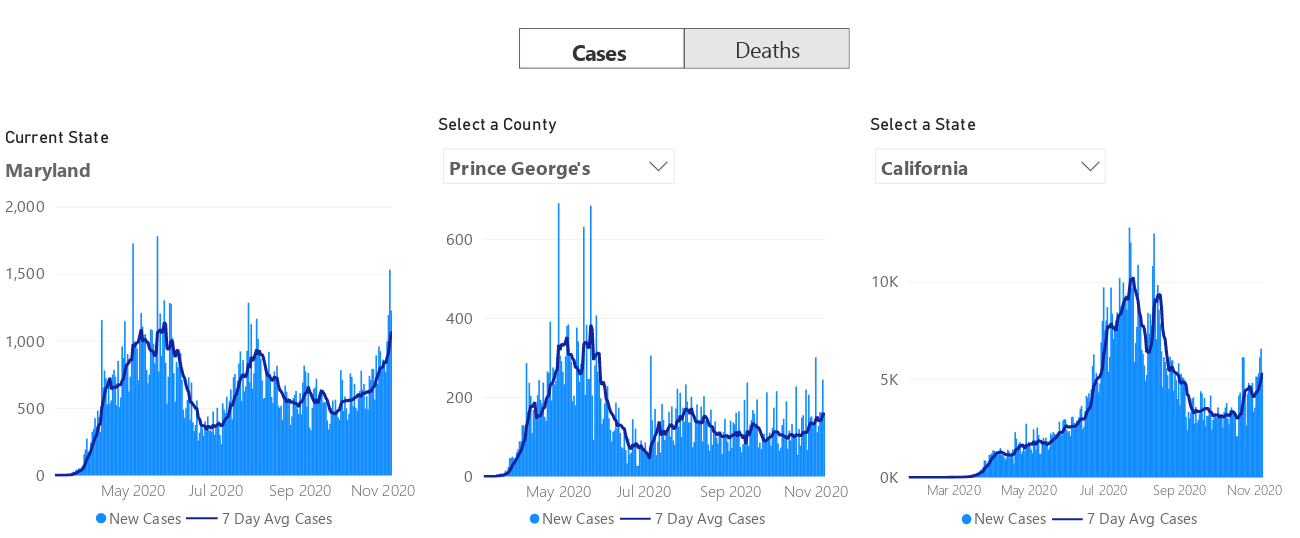 Cases
Deaths
Current State
Maryland
2,000
1,500
1,000
500
0
May 2020 Jul 2020 Sep 2020 Nov 2020
New Cases 7 Day Avg Cases
Select a County
Prince George's
600
400
200
0
May 2020 Jul 2020 Sep 2020 Nov 2020
New Cases 7 Day Avg Cases
Select a State
California
10K
5K
0K
Mar 2020 May 2020 Jul 2020 Sep 2020 Nov 2020
New Cases 7 Day Avg Cases